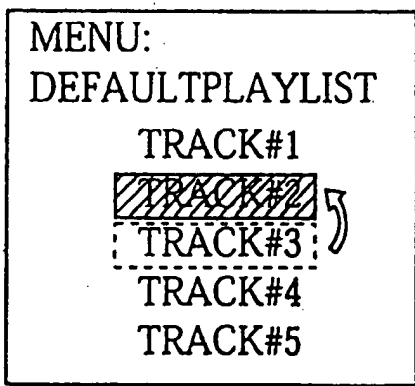 MENU:
DEFAULTPLAYLIST
TRACK#1
TRACK#2
TRACK#3
TRACK#4
TRACK#5